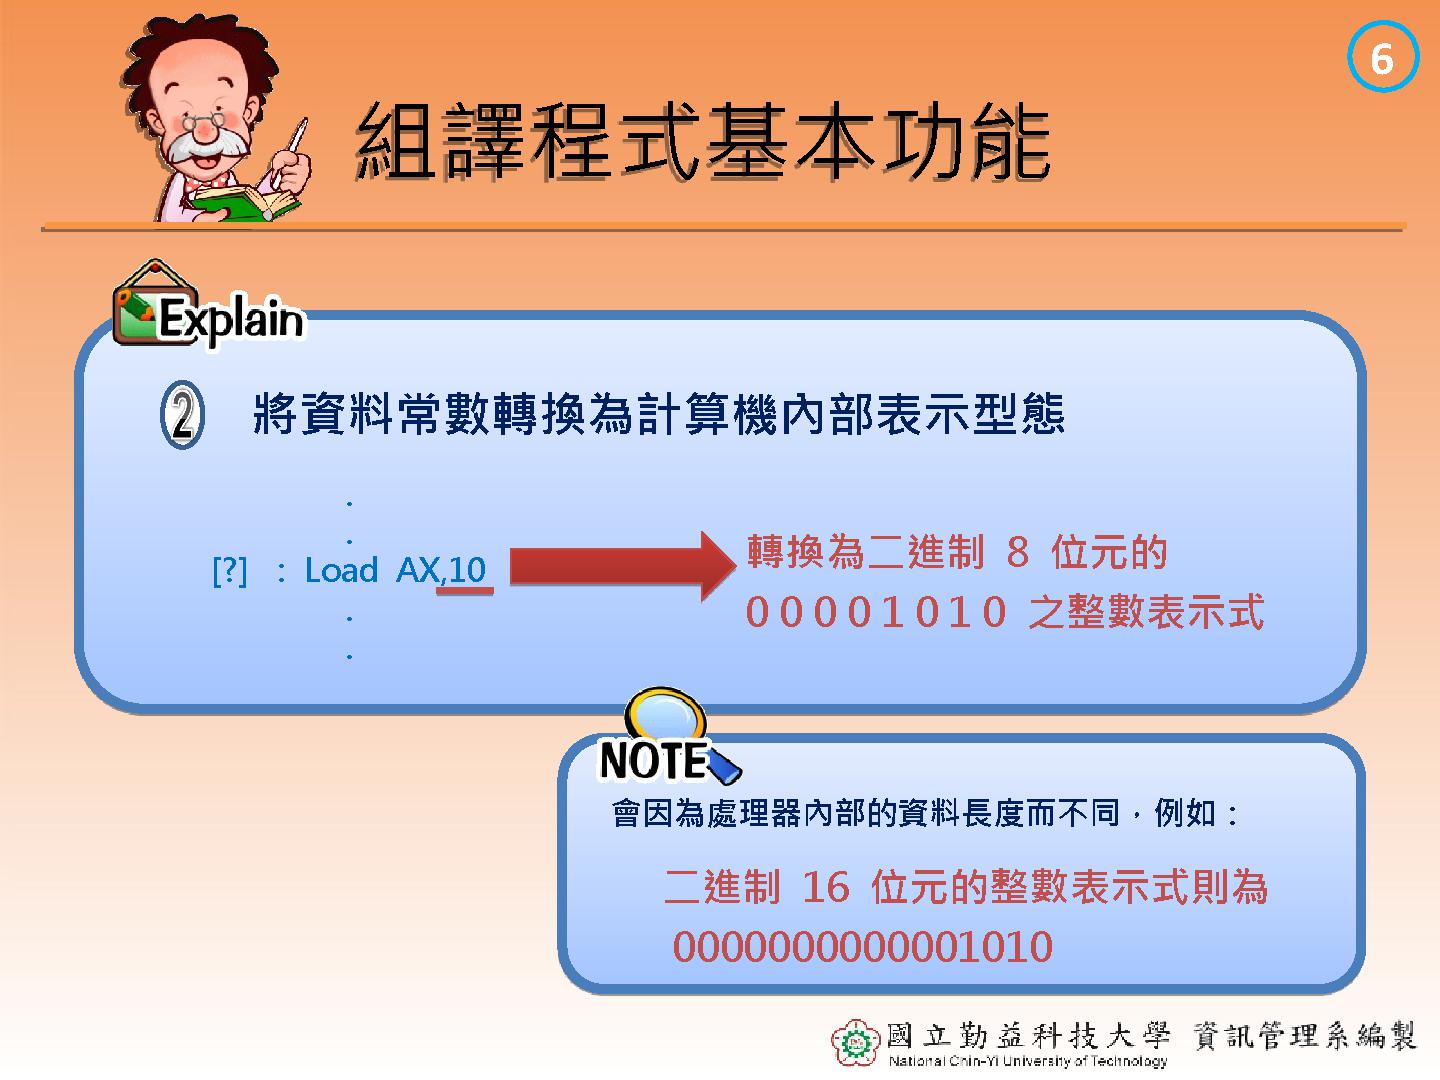 6
組譯程式基本功能
Explain
2 將資料常數轉換為計算機內部表示型態
.
.
[?] : Load AX,10
.
.
轉換為二進制 8 位元的
0 0 0 0 1 0 1 0 之整數表示式
NOTE
會因為處理器內部的資料長度而不同，例如：
二進制 16 位元的整數表示式則為
0000000000001010
國立勤益科技大學 資訊管理系編製
National Chin-Yi University of Technology